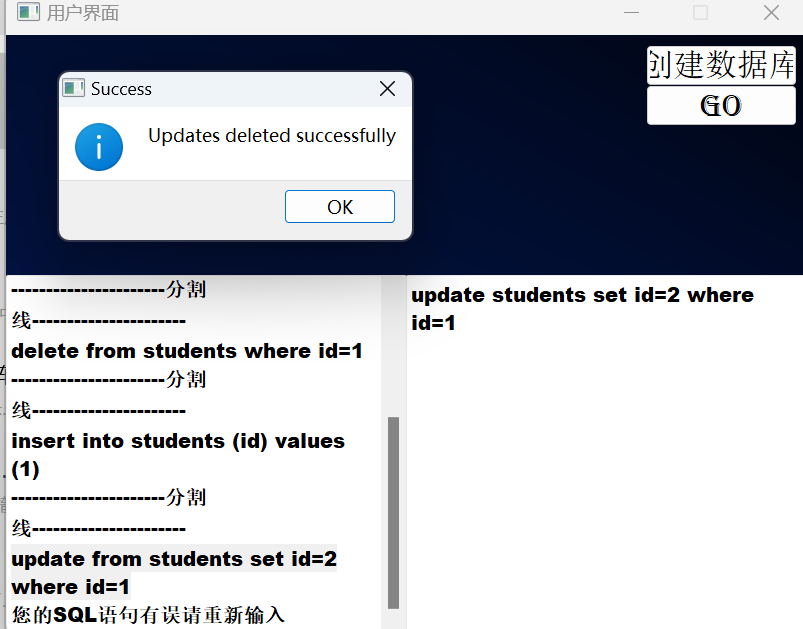 用户界面
创建数据库
GO
Success
Updates deleted successfully
OK
----------------------分割
线----------------------
delete from students where id=1
----------------------分割
线----------------------
insert into students (id) values
(1)
----------------------分割
线----------------------
update from students set id=2
where id=1
您的SQL语句有误请重新输入
update students set id=2 where
id=1